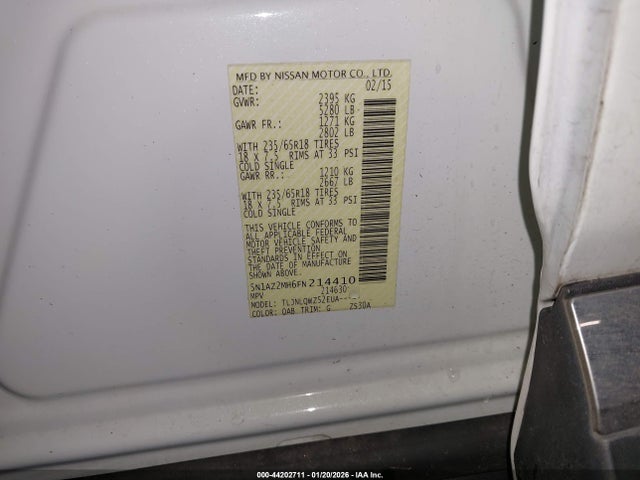 MFD BY NISSAN MOTOR CO., LTD.
DATE: 02/15
GVWR: 2395 KG
5280 LB
GAWR FR.: 1271 KG
2802 LB
WITH 235/65R18 TIRES
18 x 7.5 RIMS AT 33 PSI
COLD SINGLE
GAWR RR.: 1210 KG
2667 LB
WITH 235/65R18 TIRES
18 x 7.5 RIMS AT 33 PSI
COLD SINGLE
THIS VEHICLE CONFORMS TO
ALL APPLICABLE FEDERAL
MOTOR VEHICLE SAFETY AND
THEFT PREVENTION
STANDARDS IN EFFECT ON
THE DATE OF MANUFACTURE
SHOWN ABOVE.
5N1AZ2MH6FN214410
MPV 214630
MODEL: TLJNLQWZ52EUA--
COLOR: QAB TRIM: G Z53DA
000-44202711 - 01/20/2026 - IAA Inc.